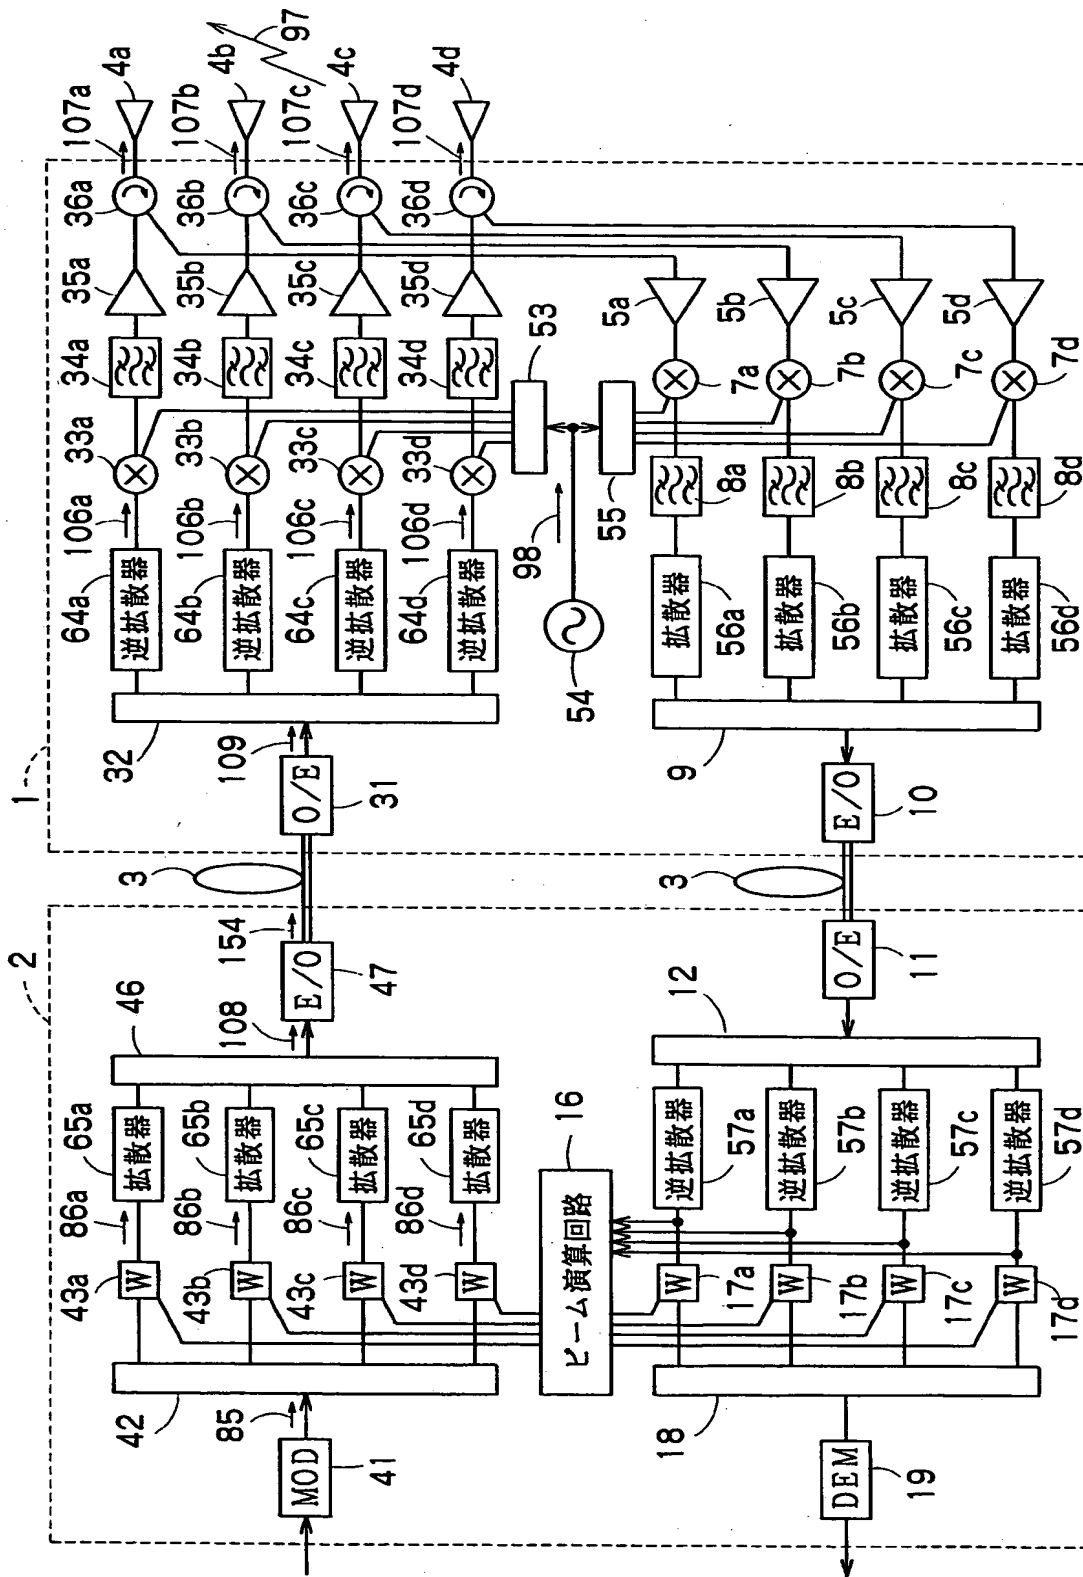 2
1
42
85
MOD
41
43a
W
86a
65a
拡散器
43b
W
86b
65b
拡散器
43c
W
86c
65c
拡散器
43d
W
86d
65d
拡散器
46
108
E/O
47
154
3
109
O/E
31
32
64a
逆拡散器
106a
33a
34a
35a
36a
107a
4a
64b
逆拡散器
106b
33b
34b
35b
36b
107b
4b
97
64c
逆拡散器
106c
33c
34c
35c
36c
107c
4c
64d
逆拡散器
106d
33d
34d
35d
36d
107d
4d
16
ビーム演算回路
54
98
53
55
DEM
19
18
W
17a
逆拡散器
57a
W
17b
逆拡散器
57b
W
17c
逆拡散器
57c
W
17d
逆拡散器
57d
12
O/E
11
3
E/O
10
9
拡散器
56a
8a
7a
5a
拡散器
56b
8b
7b
5b
拡散器
56c
8c
7c
5c
拡散器
56d
8d
7d
5d